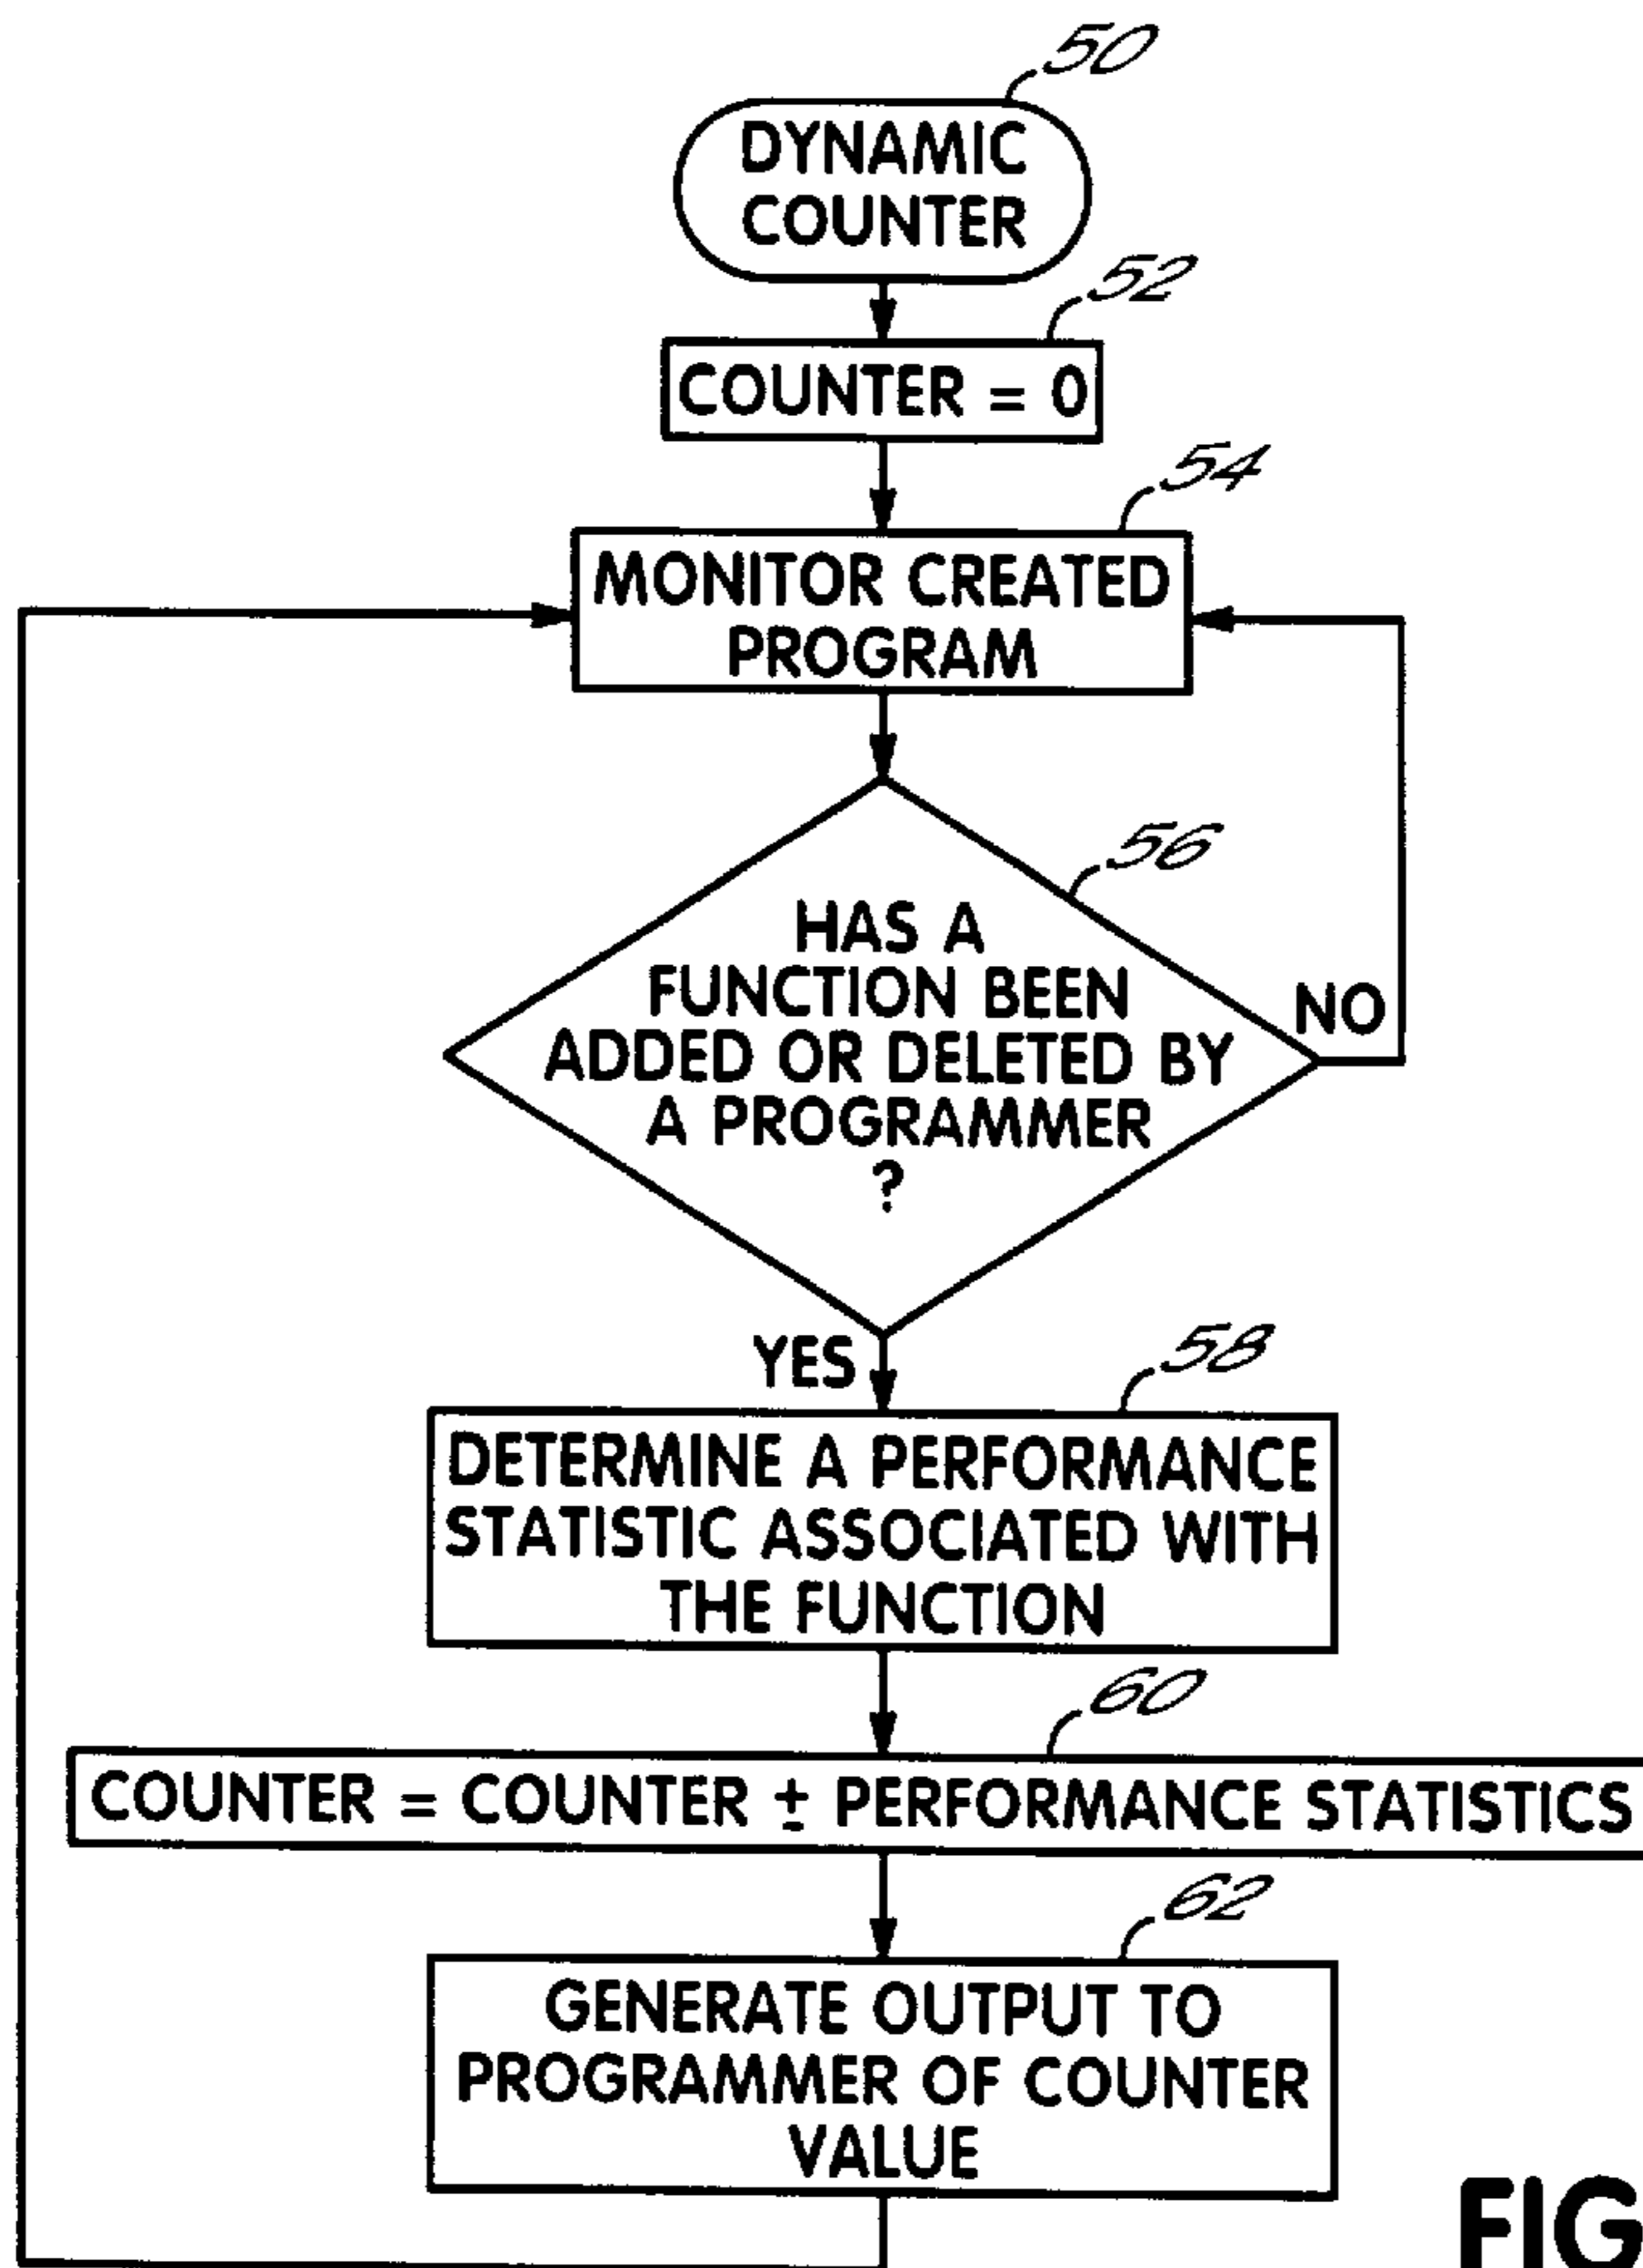 50
DYNAMIC
COUNTER
52
COUNTER = 0
54
MONITOR CREATED
PROGRAM
56
HAS A
FUNCTION BEEN
ADDED OR DELETED BY
A PROGRAMMER
?
NO
YES
58
DETERMINE A PERFORMANCE
STATISTIC ASSOCIATED WITH
THE FUNCTION
60
COUNTER = COUNTER ± PERFORMANCE STATISTICS
62
GENERATE OUTPUT TO
PROGRAMMER OF COUNTER
VALUE
FIG